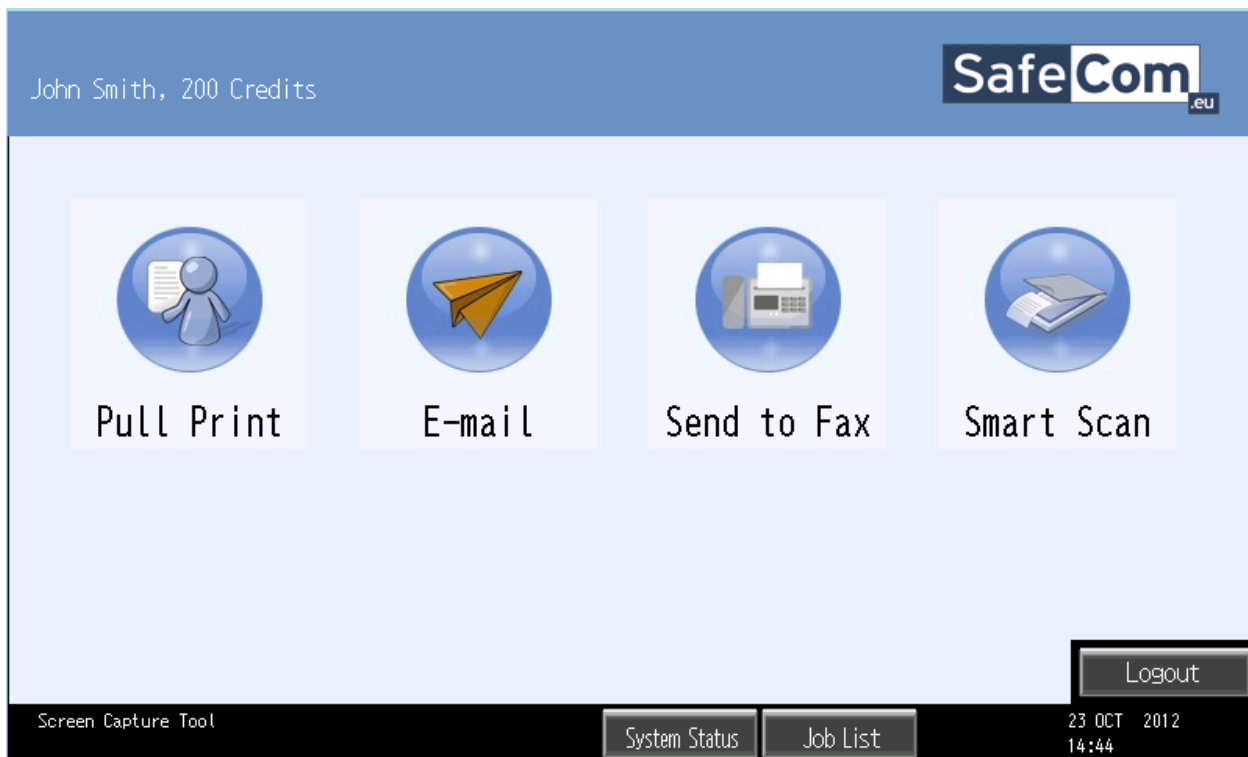 John Smith, 200 Credits
SafeCom.eu
Pull Print
E-mail
Send to Fax
Smart Scan
Logout
Screen Capture Tool
System Status
Job List
23 OCT 2012
14:44